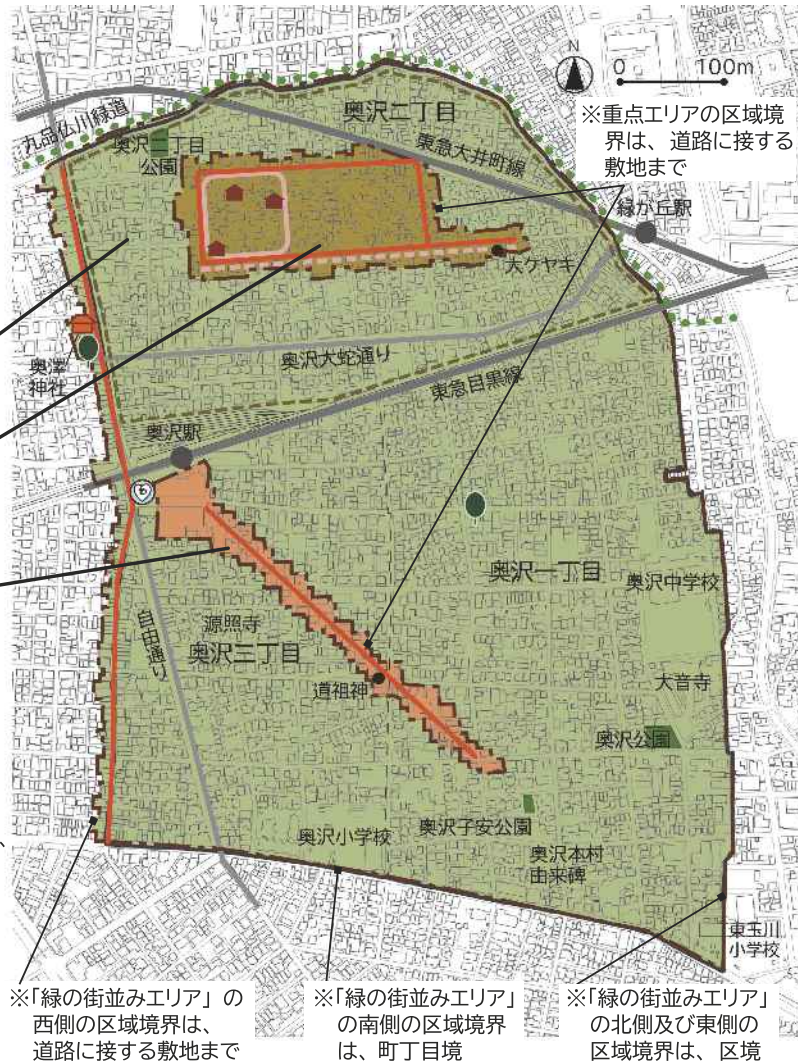 N
0 100m
奥沢二丁目
九品仏川緑道
奥沢二丁目
公園
東急大井町線
※重点エリアの区域境
界は、道路に接する
敷地まで
緑が丘駅
大ケヤキ
奥沢大蛇通り
奥澤
神社
東急目黒線
奥沢駅
奥沢一丁目
奥沢中学校
自由通り
源照寺
奥沢三丁目
道祖神
大音寺
奥沢公園
奥沢小学校
奥沢子安公園
奥沢本村
由来碑
東玉川
小学校
、
※「緑の街並みエリア」の
西側の区域境界は、
道路に接する敷地まで
※「緑の街並みエリア」
の南側の区域境界
は、町丁目境
※「緑の街並みエリア」
の北側及び東側の
区域境界は、区境